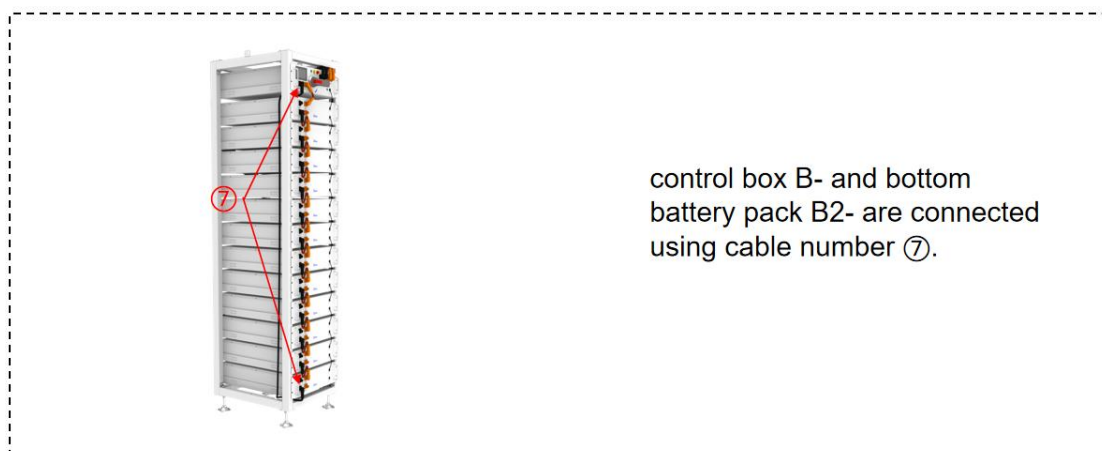 ⑦
control box B- and bottom
battery pack B2- are connected
using cable number ⑦.